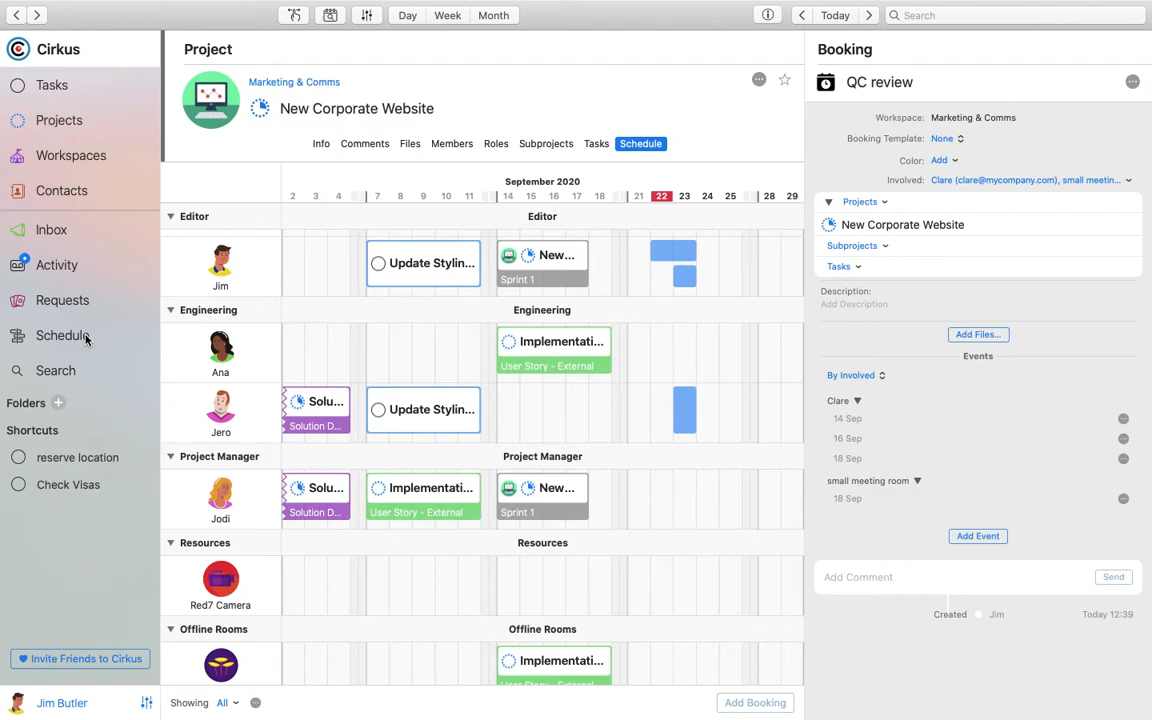 Day Week Month
Today
Search
Cirkus
Tasks
Projects
Workspaces
Contacts
Inbox
Activity
Requests
Schedule
Search
Folders
Shortcuts
reserve location
Check Visas
Invite Friends to Cirkus
Jim Butler
Project
Marketing & Comms
New Corporate Website
Info Comments Files Members Roles Subprojects Tasks Schedule
September 2020
2 3 4 7 8 9 10 11 14 15 16 17 18 21 22 23 24 25 28 29
Editor Editor
Jim
Update Stylin...
New...
Sprint 1
Engineering Engineering
Ana
Implementati...
User Story - External
Jero
Solu...
Solution D...
Update Stylin...
Project Manager Project Manager
Jodi
Solu...
Solution D...
Implementati...
User Story - External
New...
Sprint 1
Resources Resources
Red7 Camera
Offline Rooms Offline Rooms
Implementati...
User Story - External
Showing All
Add Booking
Booking
QC review
Workspace: Marketing & Comms
Booking Template: None
Color: Add
Involved: Clare (clare@mycompany.com), small meetin...
Projects
New Corporate Website
Subprojects
Tasks
Description:
Add Description
Add Files...
Events
By Involved
Clare
14 Sep
16 Sep
18 Sep
small meeting room
18 Sep
Add Event
Add Comment
Send
Created Jim Today 12:39